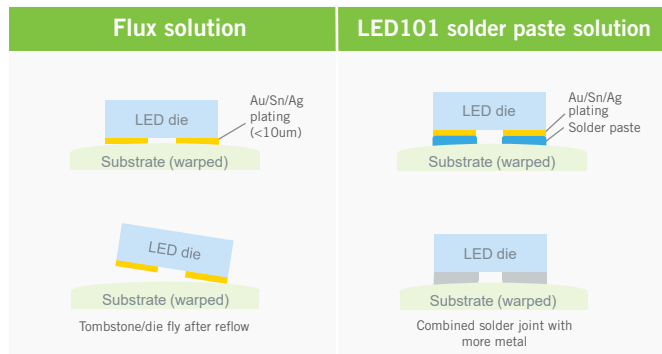 Flux solution
LED101 solder paste solution
LED die
Au/Sn/Ag
plating
(<10um)
Substrate (warped)
LED die
Au/Sn/Ag
plating
Solder paste
Substrate (warped)
LED die
Substrate (warped)
Tombstone/die fly after reflow
LED die
Substrate (warped)
Combined solder joint with
more metal